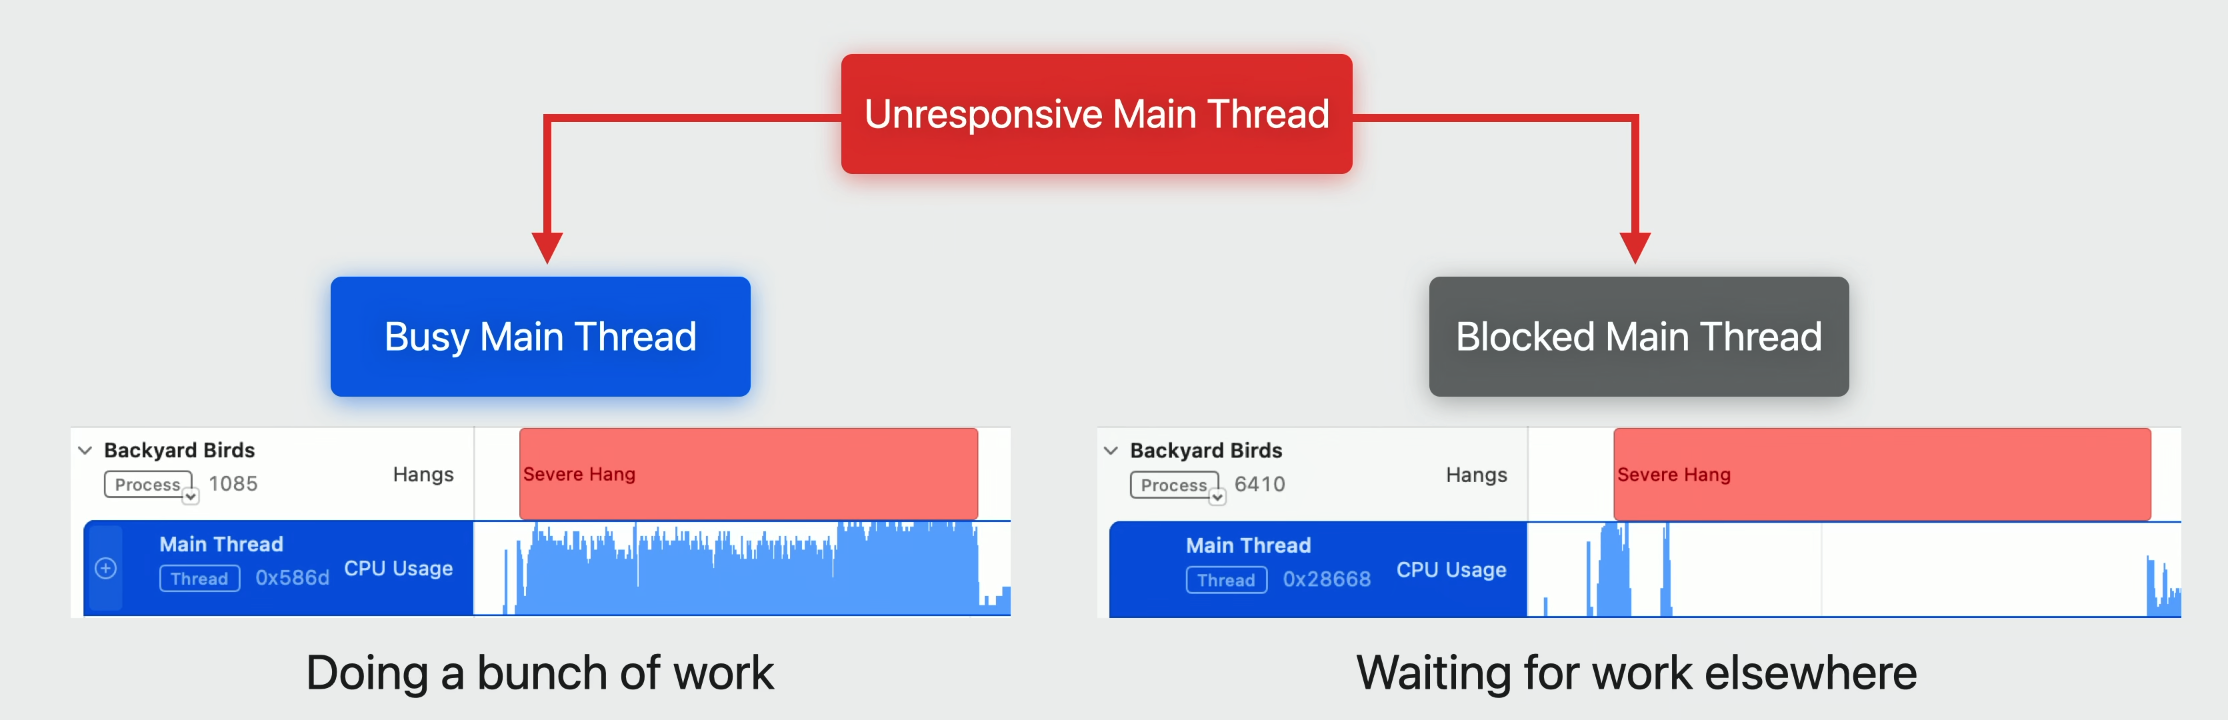 Unresponsive Main Thread
Busy Main Thread
Blocked Main Thread
Backyard Birds
Process 1085
Hangs
Severe Hang
Main Thread
Thread 0x586d
CPU Usage
Doing a bunch of work
Backyard Birds
Process 6410
Hangs
Severe Hang
Main Thread
Thread 0x28668
CPU Usage
Waiting for work elsewhere